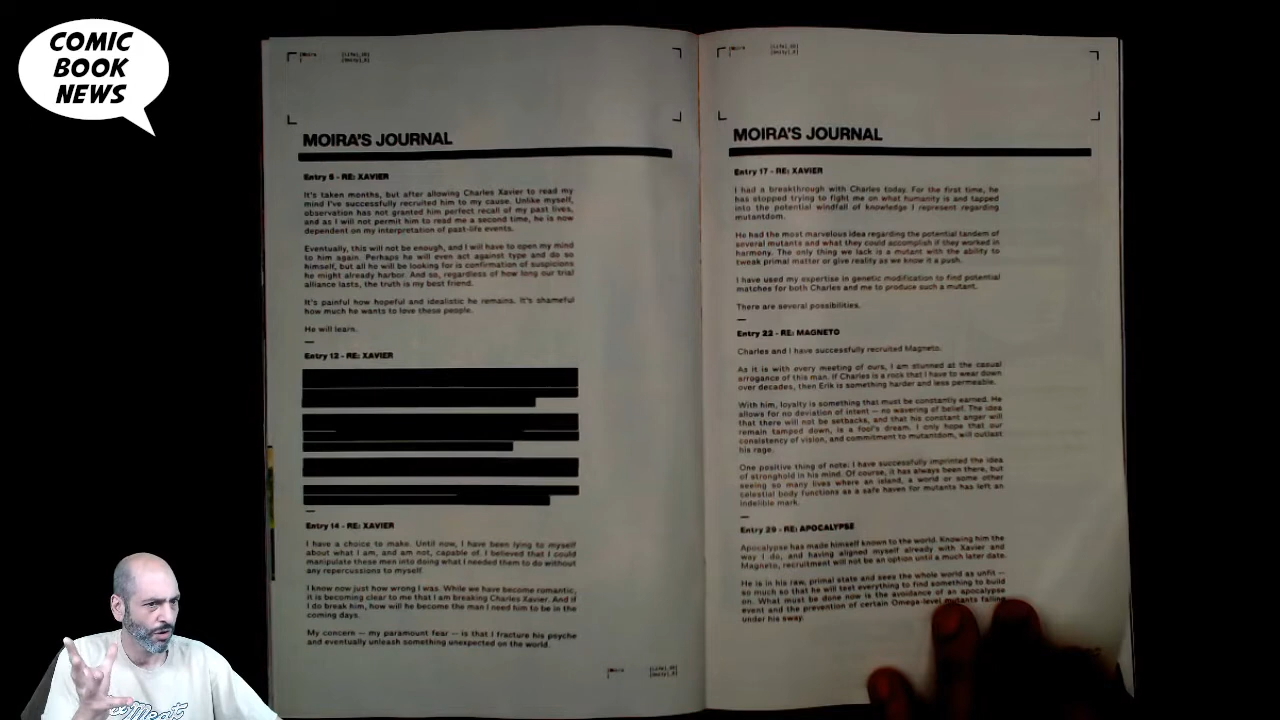 COMIC
BOOK
NEWS
MOIRA'S JOURNAL
Entry 5 - RE: XAVIER
It's taken months, but after allowing Charles Xavier to read my
mind I've successfully recruited him to my cause. Unlike myself,
observation has not granted him perfect recall of my past lives,
and as I will not permit him to read me a second time, he is now
dependent on my interpretation of past-life events.
Eventually, this will not be enough, and I will have to open my mind
to him again. Perhaps he will even act against type and do so
himself, but all he will be looking for is confirmation of suspicions
he might already harbor. And so, regardless of how long our trial
alliance lasts, the truth is my best friend.
It's painful how hopeful and idealistic he remains. It's shameful
how much he wants to love these people.
He will learn.
—
Entry 12 - RE: XAVIER
—
Entry 14 - RE: XAVIER
I have a choice to make. Until now, I have been lying to myself
about what I am, and am not, capable of. I believed that I could
manipulate these men into doing what I needed them to do without
any repercussions to myself.
I know now just how wrong I was. While we have become romantic,
it is becoming clear to me that I am breaking Charles Xavier. And if
I do break him, how will he become the man I need him to be in the
coming days.
My concern — my paramount fear — is that I fracture his psyche
and eventually unleash something unexpected on the world.
MOIRA'S JOURNAL
Entry 17 - RE: XAVIER
I had a breakthrough with Charles today. For the first time, he
has stopped trying to fight me on what humanity is and tapped
into the potential windfall of knowledge I represent regarding
mutantdom.
He had the most marvelous idea regarding the potential tandem of
several mutants and what they could accomplish if they worked in
harmony. The only thing we lack is a mutant with the ability to
tweak primal matter or give reality as we know it a push.
I have used my expertise in genetic modification to find potential
matches for both Charles and me to produce such a mutant.
There are several possibilities.
—
Entry 22 - RE: MAGNETO
Charles and I have successfully recruited Magneto.
As it is with every meeting of ours, I am stunned at the casual
arrogance of this man. If Charles is a rock that I have to wear down
over decades, then Erik is something harder and less permeable.
With him, loyalty is something that must be constantly earned. He
allows for no deviation of intent — no wavering of belief. The idea
that there will not be setbacks, and that his constant anger will
remain tamped down, is a fool's dream. I only hope that our
consistency of vision, and commitment to mutantdom, will outlast
his rage.
One positive thing of note: I have successfully imprinted the idea
of stronghold in his mind. Of course, it has always been there, but
seeing so many lives where an island, a world or some other
celestial body functions as a safe haven for mutants has left an
indelible mark.
—
Entry 29 - RE: APOCALYPSE
Apocalypse has made himself known to the world. Knowing him the
way I do, and having aligned myself already with Xavier and
Magneto, recruitment will not be an option until a much later date.
He is in his raw, primal state and sees the whole world as unfit —
so much so that he will test everything to find something to build
on. What must be done now is the avoidance of an apocalypse
event and the prevention of certain Omega-level mutants falling
under his sway.